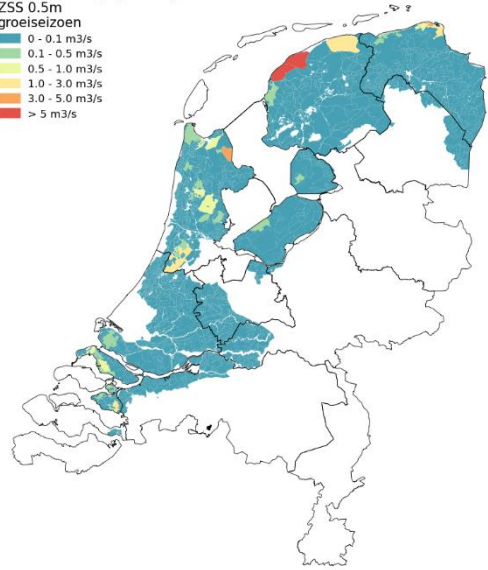 ZSS 0.5m
groeiseizoen
0 - 0.1 m3/s
0.1 - 0.5 m3/s
0.5 - 1.0 m3/s
1.0 - 3.0 m3/s
3.0 - 5.0 m3/s
> 5 m3/s